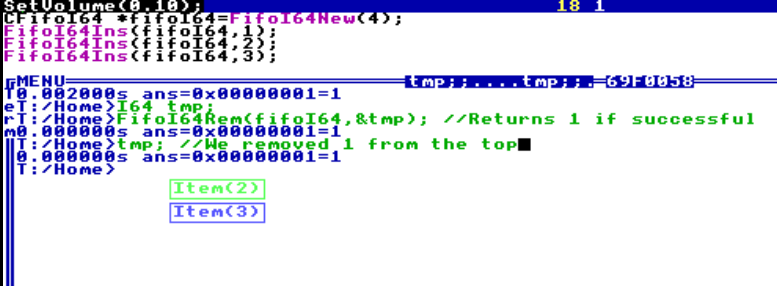 SetVolume(0.10); 18 1
CFifoI64 *fifoI64=FifoI64New(4);
FifoI64Ins(fifoI64,1);
FifoI64Ins(fifoI64,2);
FifoI64Ins(fifoI64,3);
MENU tmp;;....tmp;;. 69F0058
T0.002000s ans=0x00000001=1
eT:/Home>I64 tmp;
rT:/Home>FifoI64Rem(fifoI64,&tmp); //Returns 1 if successful
m0.000000s ans=0x00000001=1
T:/Home>tmp; //We removed 1 from the top
0.000000s ans=0x00000001=1
T:/Home>
Item(2)
Item(3)